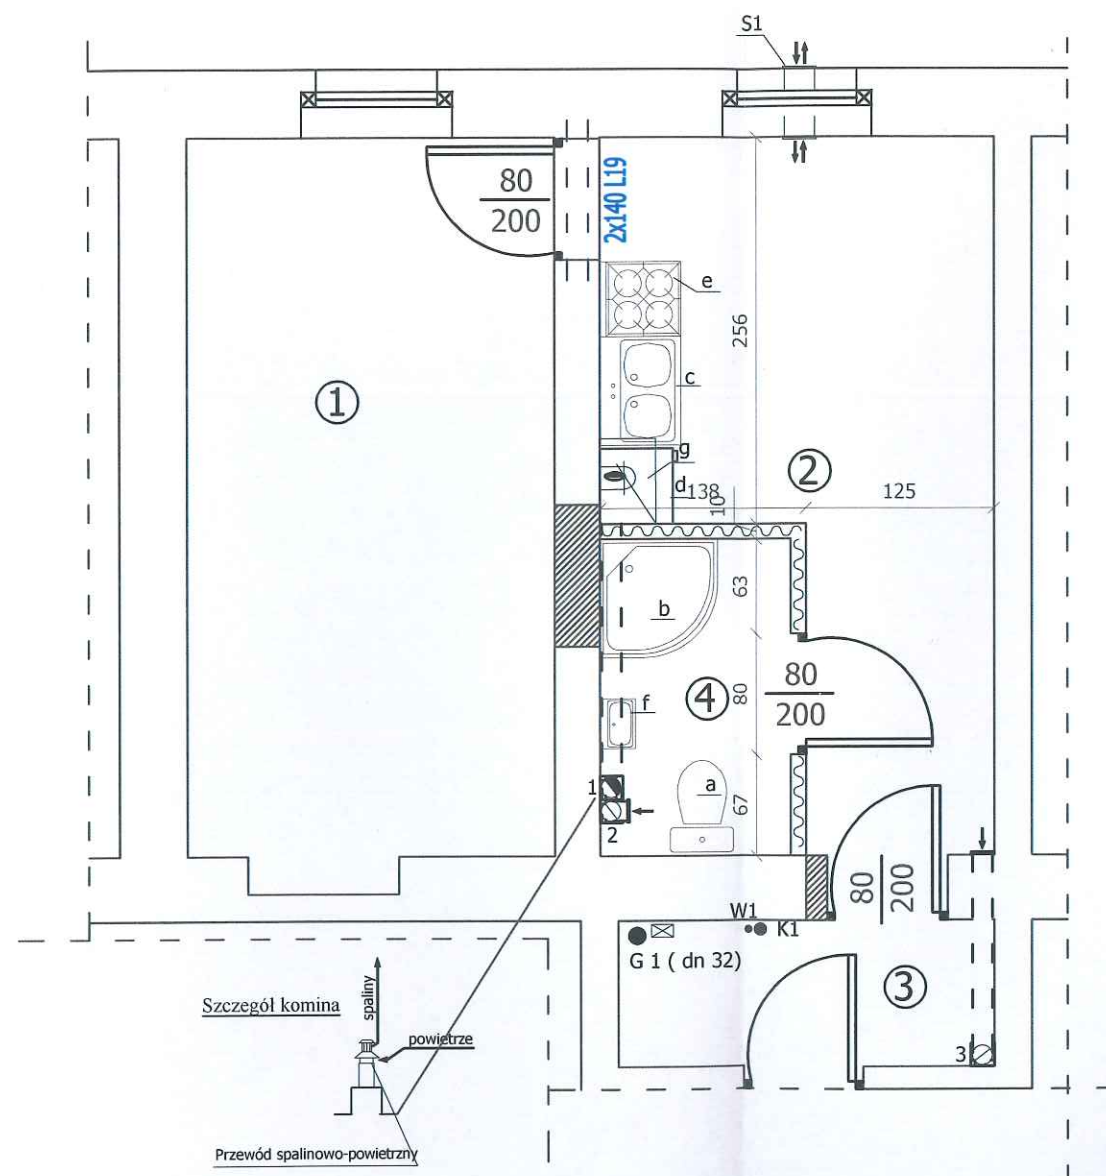 S1
80
200
2x140 L19
e
256
c
1
g
2
d
138
10
125
63
b
80
80
200
4
f
a
1
67
2
80
200
W1
K1
G 1 ( dn 32)
3
Szczegół komina
spaliny
powietrze
3
Przewód spalinowo-powietrzny